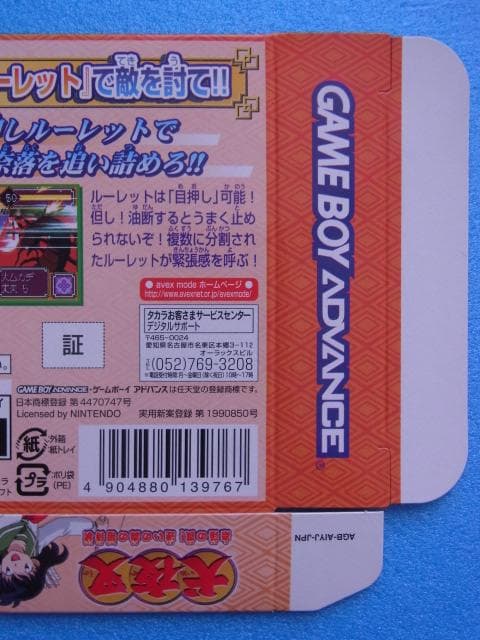 ーレット』で敵を討て!!
しルーレットで
奈落を追い詰めろ!!
ルーレットは「目押し」可能!
但し!油断するとうまく止め
られないぞ!複数に分割され
たルーレットが緊張感を呼ぶ!
● avex mode ホームページ ●
http://www.avexnet.or.jp/avexmode/
タカラお客さまサービスセンター
デジタルサポート
〒465-0024
愛知県名古屋市名東区本郷3-112
オーラックスビル
(052)769-3208
証
GAME BOY ADVANCE・ゲームボーイ アドバンスは任天堂の登録商標です。
日本商標登録 第 4470747号
Licensed by NINTENDO
実用新案登録 第 1990850号
紙
:外箱
:紙トレイ
プラ
:ポリ袋
(PE)
4 904880 139767
GAME BOY ADVANCE
AGB-AIYJ-JPN
犬夜叉